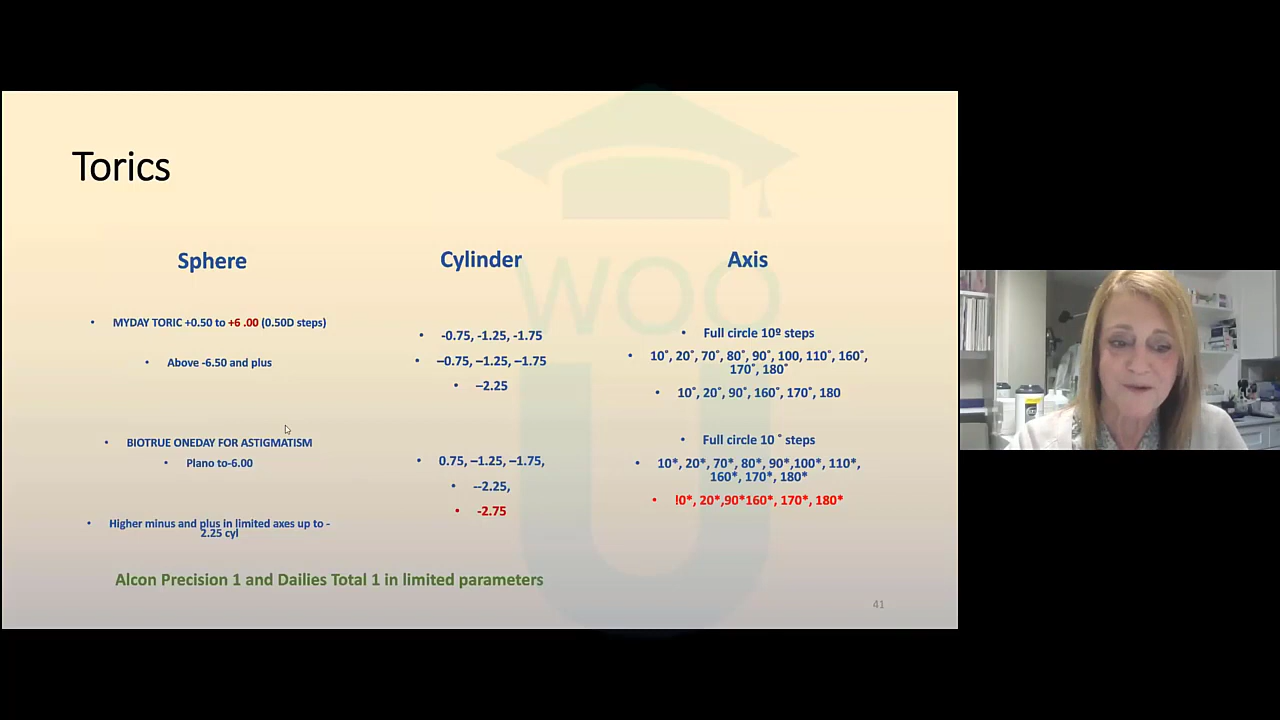 Torics
Sphere
Cylinder
Axis
• MYDAY TORIC +0.50 to +6 .00 (0.50D steps)
• Above -6.50 and plus
• -0.75, -1.25, -1.75
• –0.75, –1.25, –1.75
• –2.25
• Full circle 10º steps
• 10˚, 20˚, 70˚, 80˚, 90˚, 100, 110˚, 160˚,
170˚, 180˚
• 10˚, 20˚, 90˚, 160˚, 170˚, 180
• BIOTRUE ONEDAY FOR ASTIGMATISM
• Plano to-6.00
• Higher minus and plus in limited axes up to -
2.25 cyl
• 0.75, –1.25, –1.75,
• --2.25,
• -2.75
• Full circle 10 ˚ steps
• 10*, 20*, 70*, 80*, 90*,100*, 110*,
160*, 170*, 180*
• !0*, 20*,90*160*, 170*, 180*
Alcon Precision 1 and Dailies Total 1 in limited parameters
41
WOO
U